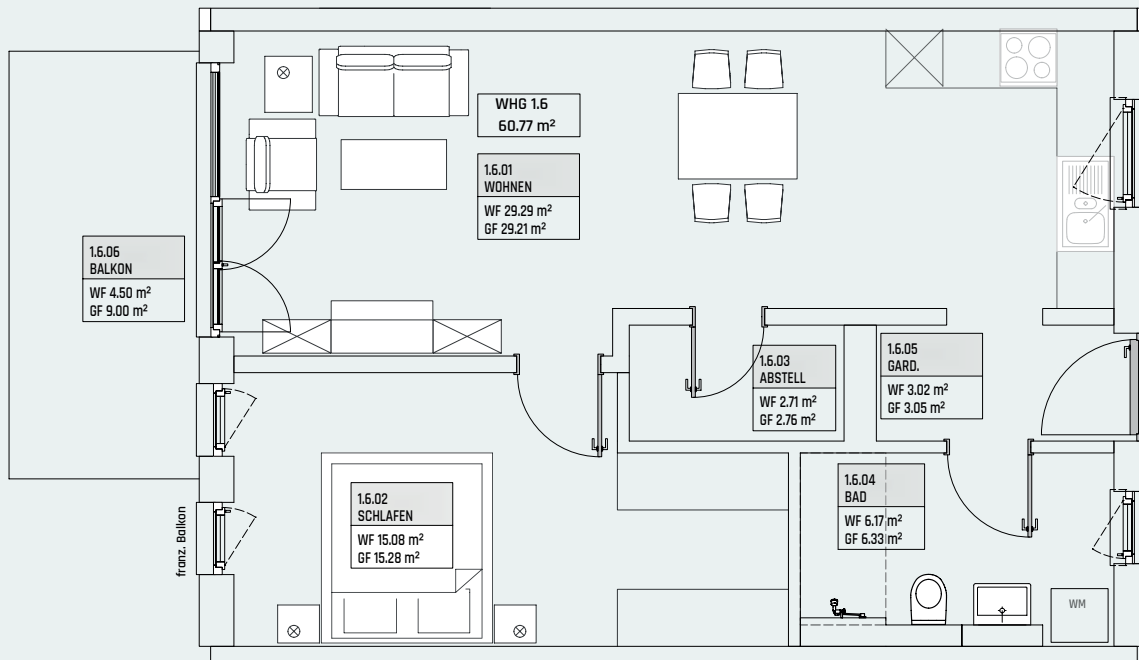 WHG 1.6
60.77 m²
1.6.01
WOHNEN
WF 29.29 m²
GF 29.21 m²
1.6.06
BALKON
WF 4.50 m²
GF 9.00 m²
1.6.03
ABSTELL
WF 2.71 m²
GF 2.76 m²
1.6.05
GARD.
WF 3.02 m²
GF 3.05 m²
1.6.02
SCHLAFEN
WF 15.08 m²
GF 15.28 m²
1.6.04
BAD
WF 6.17 m²
GF 6.33 m²
franz. Balkon
WM